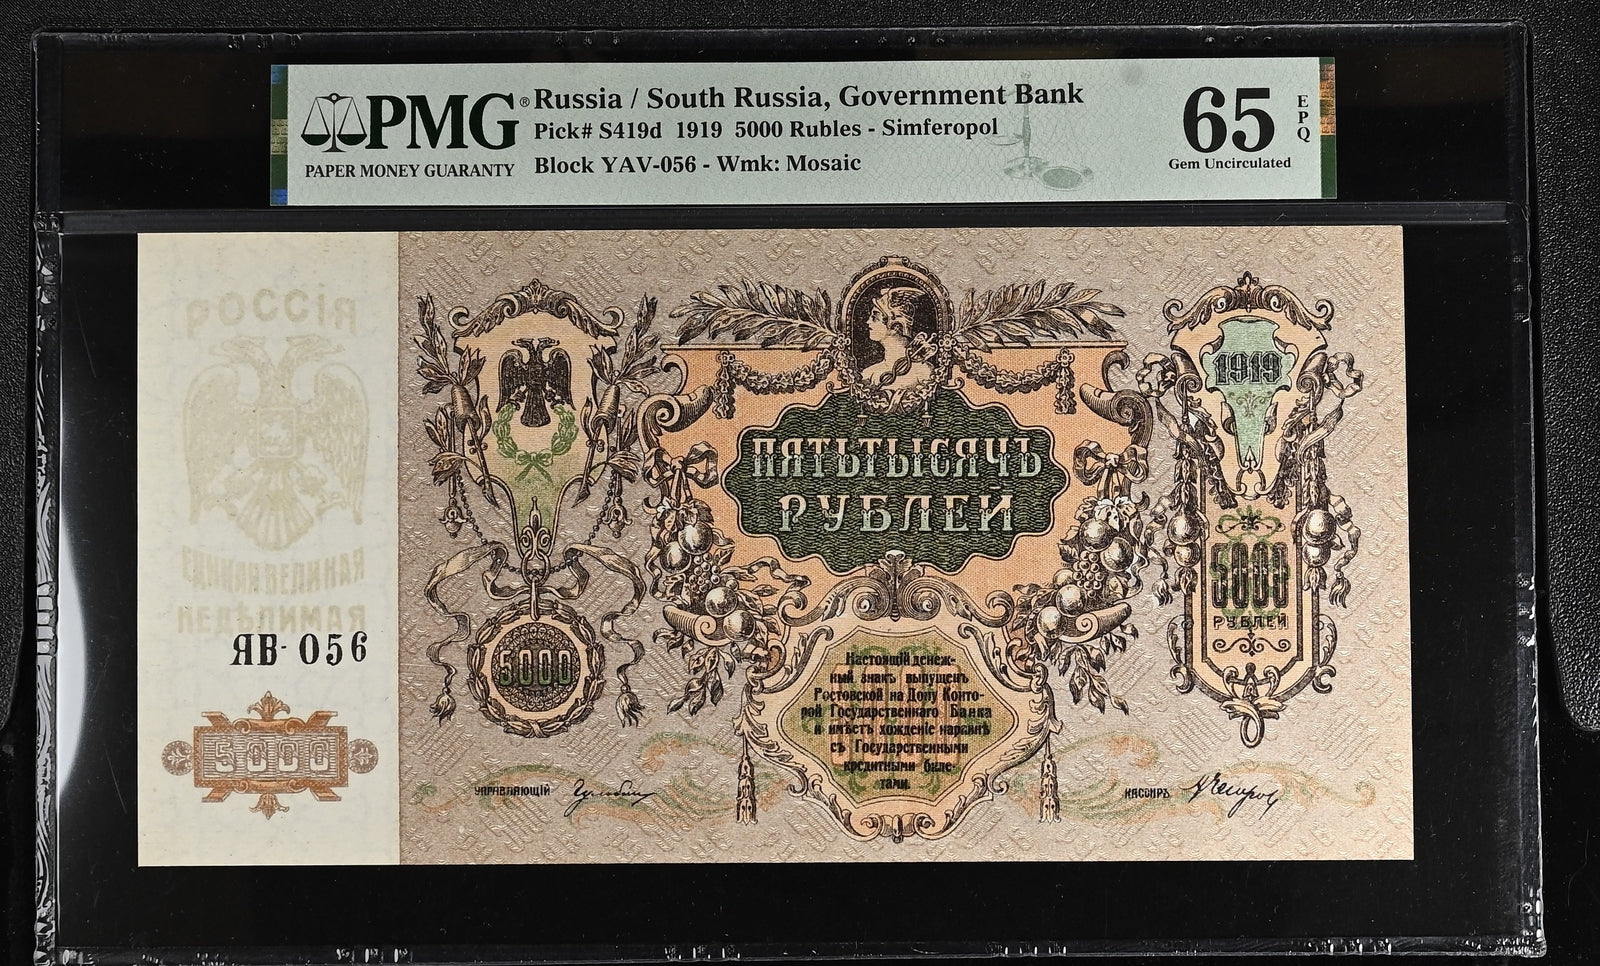 PMG®
PAPER MONEY GUARANTY
Russia / South Russia, Government Bank
Pick# S419d 1919 5000 Rubles - Simferopol
Block YAV-056 - Wmk: Mosaic
65
EPQ
Gem Uncirculated
РОССІЯ
ЕДИНАЯ ВЕЛИКАЯ
НЕДѢЛИМАЯ
ЯВ-056
5000
5000
ПЯТЬ ТЫСЯЧЪ
РУБЛЕЙ
Настоящій денеж-
ный знакъ выпущенъ
Ростовской на Дону Конто-
рой Государственнаго Банка
и имѣетъ хожденіе наравнѣ
съ Государственными
кредитными биле-
тами.
УПРАВЛЯЮЩІЙ
КАССИРЪ
1919
5000
РУБЛЕЙ